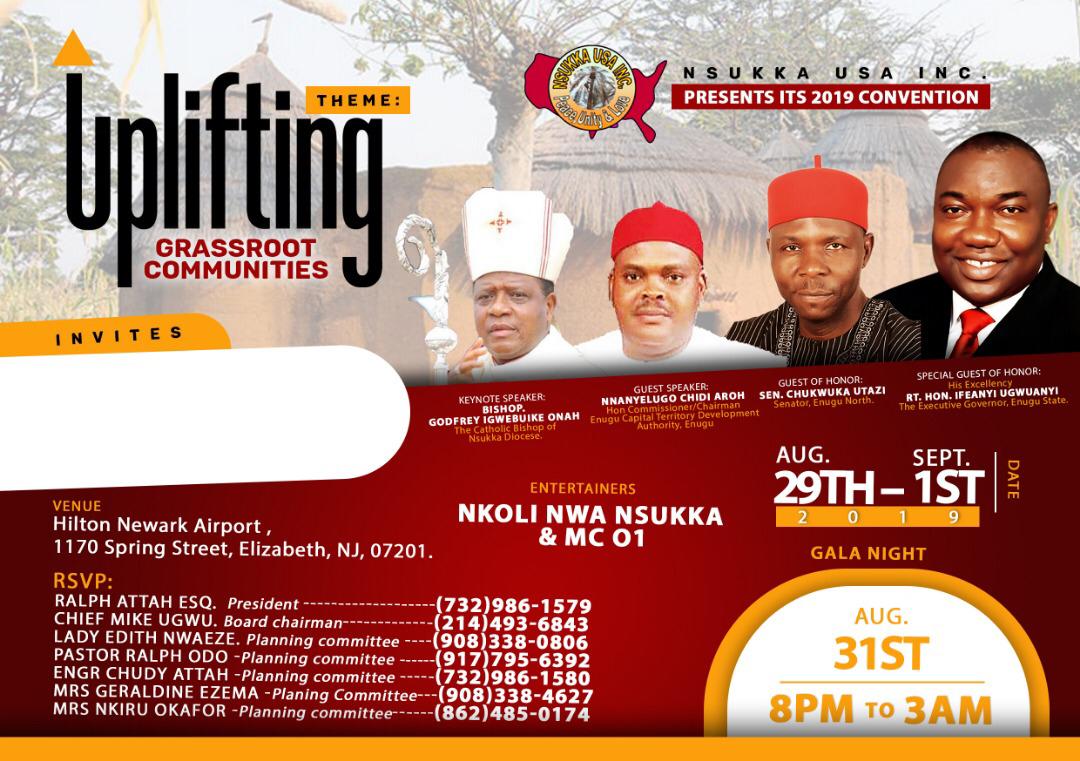 THEME:
Uplifting
GRASSROOT
COMMUNITIES
NSUKKA USA INC.
Peace Unity & Love
NSUKKA USA INC.
PRESENTS ITS 2019 CONVENTION
INVITES
KEYNOTE SPEAKER:
BISHOP.
GODFREY IGWEBUIKE ONAH
The Catholic Bishop of
Nsukka Diocese.
GUEST SPEAKER:
NNANYELUGO CHIDI AROH
Hon Commissioner/Chairman
Enugu Capital Territory Development
Authority, Enugu
GUEST OF HONOR:
SEN. CHUKWUKA UTAZI
Senator, Enugu North.
SPECIAL GUEST OF HONOR:
His Excellency
RT. HON. IFEANYI UGWUANYI
The Executive Governor, Enugu State.
VENUE
Hilton Newark Airport ,
1170 Spring Street, Elizabeth, NJ, 07201.
ENTERTAINERS
NKOLI NWA NSUKKA
& MC O1
AUG. SEPT.
29TH – 1ST
2019
DATE
RSVP:
RALPH ATTAH ESQ. President --------------------(732)986-1579
CHIEF MIKE UGWU. Board chairman--------------(214)493-6843
LADY EDITH NWAEZE. Planning committee ----(908)338-0806
PASTOR RALPH ODO -Planning committee -----(917)795-6392
ENGR CHUDY ATTAH -Planning committee -----(732)986-1580
MRS GERALDINE EZEMA -Planing Committee---(908)338-4627
MRS NKIRU OKAFOR -Planning committee------(862)485-0174
GALA NIGHT
AUG.
31ST
8PM TO 3AM